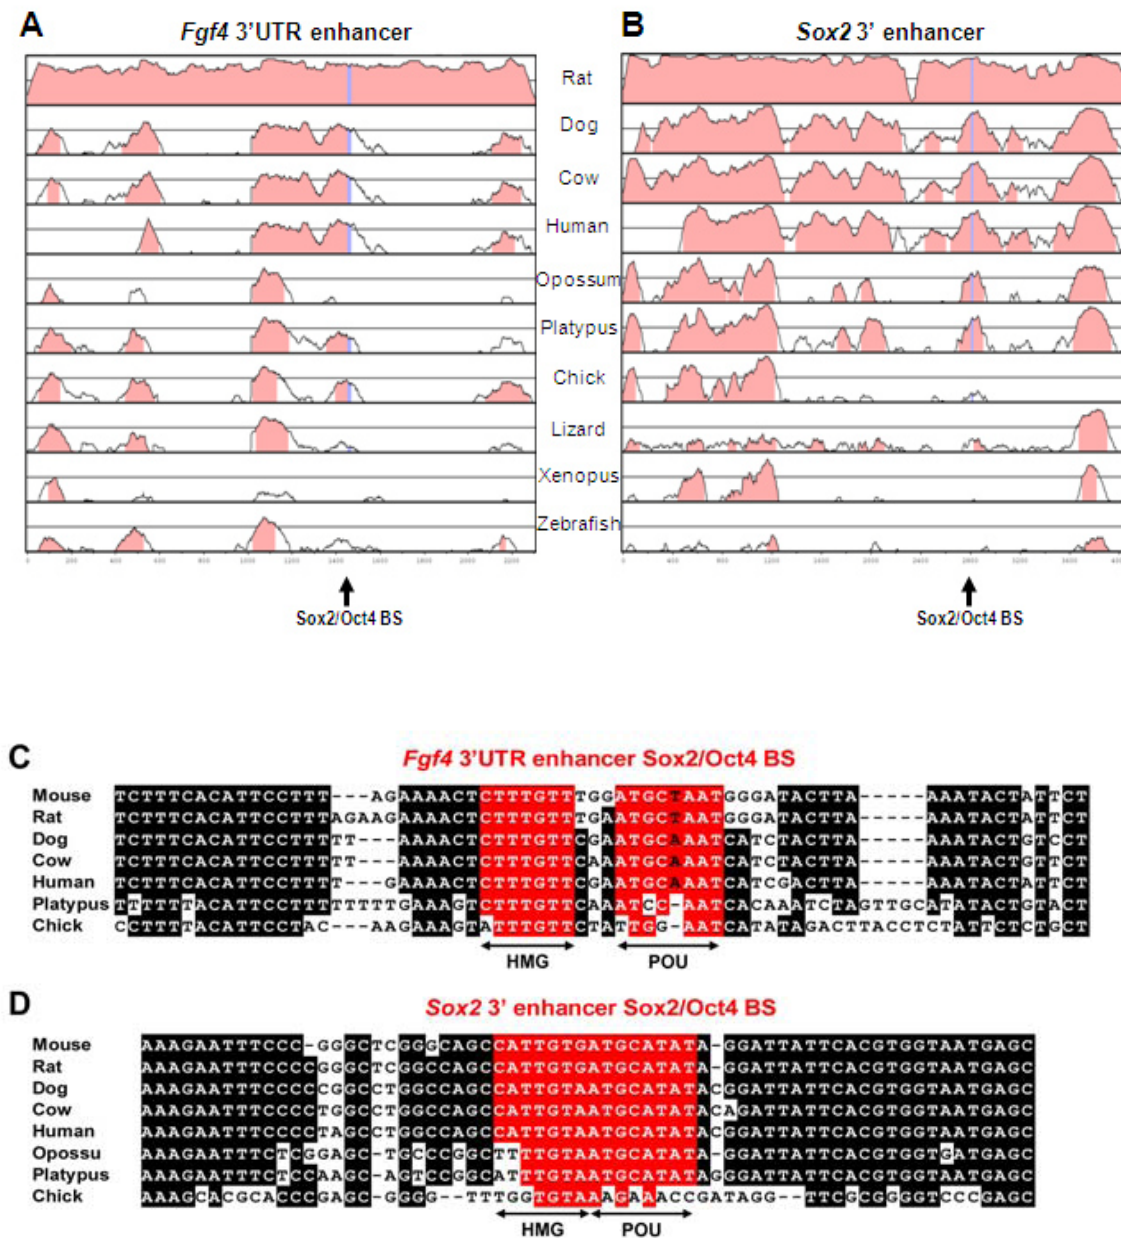 A
Fgf4 3'UTR enhancer
B
Sox2 3' enhancer
Rat
Dog
Cow
Human
Opossum
Platypus
Chick
Lizard
Xenopus
Zebrafish
Sox2/Oct4 BS
Sox2/Oct4 BS
C
Fgf4 3'UTR enhancer Sox2/Oct4 BS
Mouse TCTTTCACATTCCTTT---AGAAAACTCTTTGTTTGGATGCTAATGGGATACTTA-----AAATACTATTCT
Rat TCTTTCACATTCCTTTAGAAGAAAACTCTTTGTTTGAATGCTAATGGGATACTTA-----AAATACTATTCT
Dog TCTTTCACATTCCTTTTT---AAAACTCTTTGTTCGAATGCAAATCATCTACTTA-----AAATACTGTCCT
Cow TCTTTCACATTCCTTTTT---AAAACTCTTTGTTCAAATGCAAATCATCTACTTA-----AAATACTGTTCT
Human TCTTTCACATTCCTTTT---GAAAACTCTTTGTTCGAATGCAAATCATCGACTTA-----AAATACTATTCT
Platypus TTTTTTACATTCCTTTTTTTTGAAAGTCTTTGTTCAAATCC-AATCACAAATCTAGTTGCATATACTGTACT
Chick CCTTTTACATTCCTAC---AAGAAAGTATTTGTTCTATTGG-AATCATATAGACTTACCTCTATTCTCTGCT
HMG POU
D
Sox2 3' enhancer Sox2/Oct4 BS
Mouse AAAGAATTTCCC-GGGCTCGGGCAGCCATTGTGATGCATATA-GGATTATTCACGTGGTAATGAGC
Rat AAAGAATTTCCCCGGGCTCGGCCAGCCATTGTGATGCATATA-GGATTATTCACGTGGTAATGAGC
Dog AAAGAATTTCCCCCGGCCTGGCCAGCCATTGTAATGCATATACGGATTATTCACGTGGTAATGAGC
Cow AAAGAATTTCCCCTGGCCTGGCCAGCCATTGTAATGCATATACAGATTATTCACGTGGTAATGAGC
Human AAAGAATTTCCCCTAGCCTGGCCAGCCATTGTAATGCATATACGGATTATTCACGTGGTAATGAGC
Opossu AAAGAATTTCTCGGAGC-TGCCCGGCTTTTGTAATGCATATA-GGATTATTCACGTGGTGATGAGC
Platypus AAAGAATTTCTCCAAGC-AGTCCGGCATTTGTAATGCATATAGGGATTATTCACGTGGTAATGAGC
Chick AAAGCACGCACCCGAGC-GGGG--TTTGGTGTAAAGAAACCGATAGG--TTCGCGGGGTCCCGAGC
HMG POU